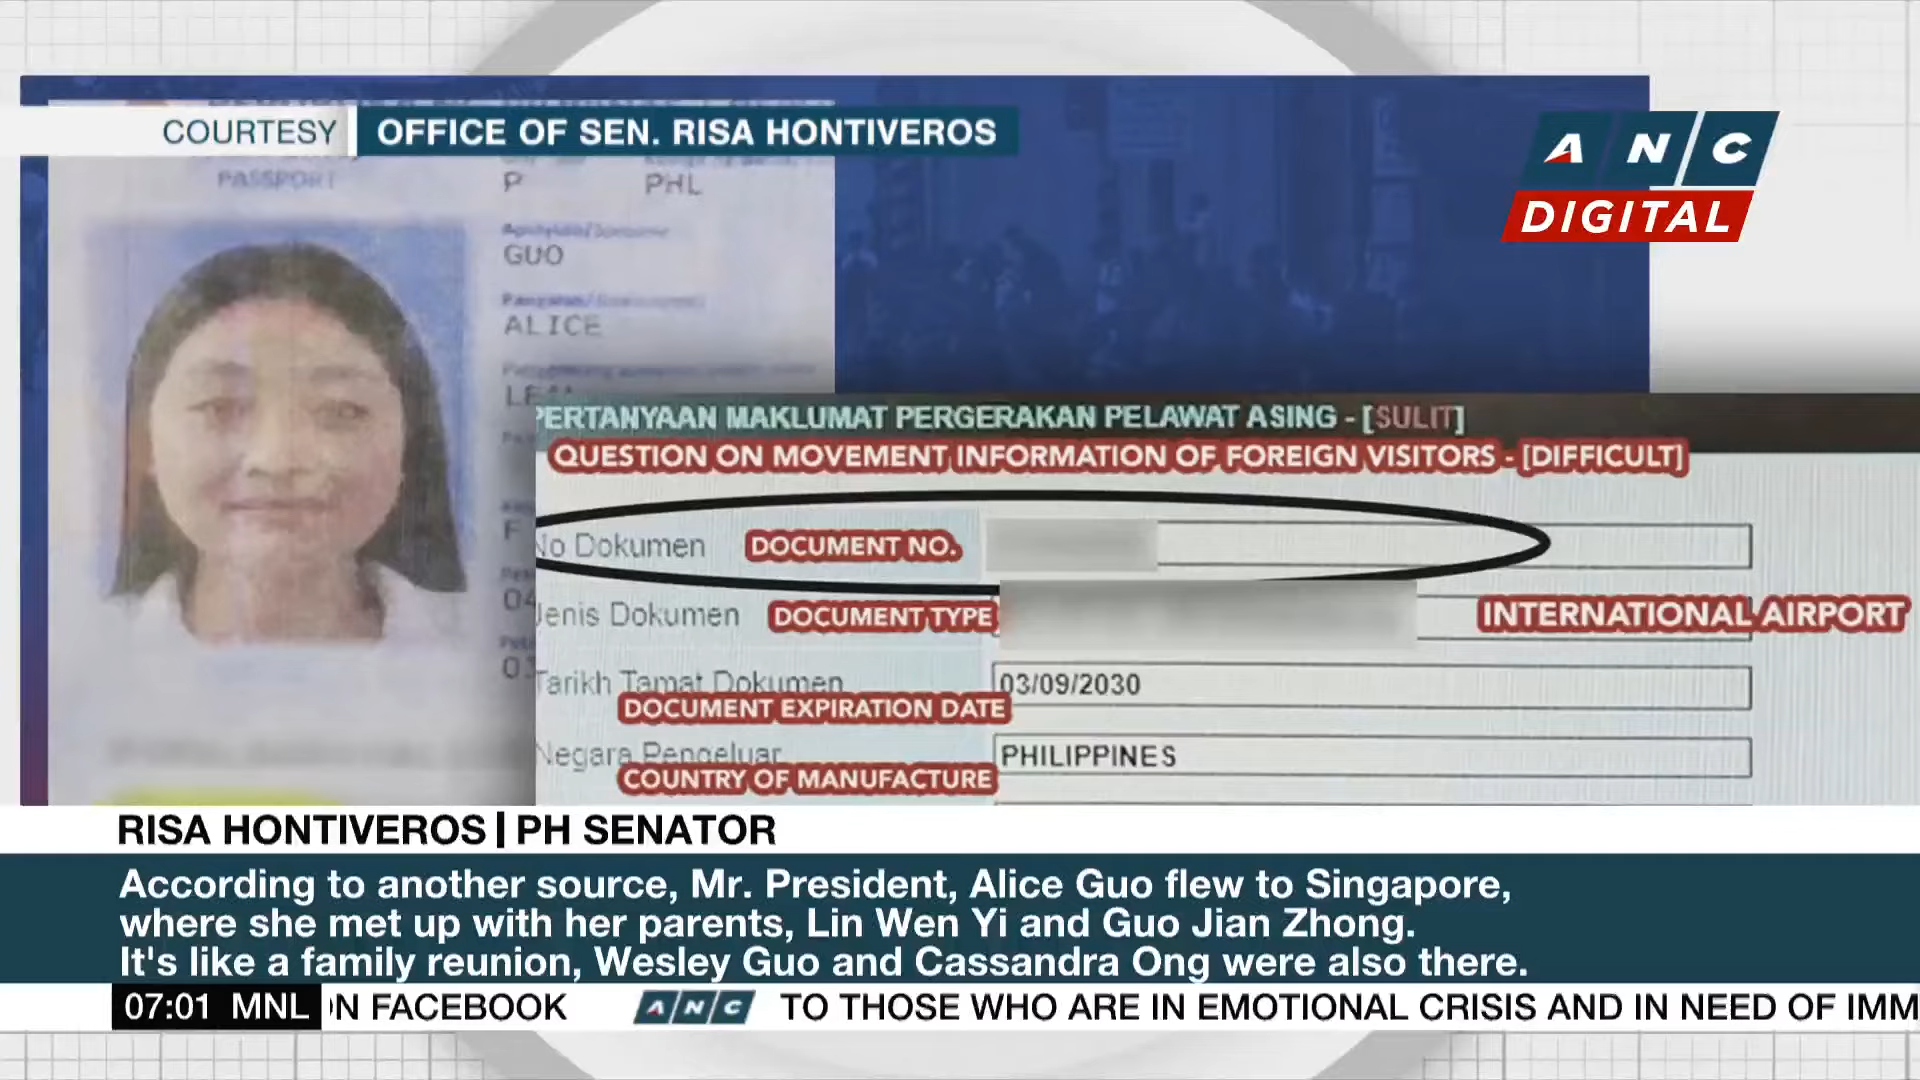 COURTESY OFFICE OF SEN. RISA HONTIVEROS
ANC
DIGITAL
PASSPORT P PHL
GUO
ALICE
F
PERTANYAAN MAKLUMAT PERGERAKAN PELAWAT ASING - [SULIT]
QUESTION ON MOVEMENT INFORMATION OF FOREIGN VISITORS - [DIFFICULT]
No Dokumen DOCUMENT NO.
Jenis Dokumen DOCUMENT TYPE INTERNATIONAL AIRPORT
Tarikh Tamat Dokumen 03/09/2030
DOCUMENT EXPIRATION DATE
Negara Pengeluar PHILIPPINES
COUNTRY OF MANUFACTURE
RISA HONTIVEROS | PH SENATOR
According to another source, Mr. President, Alice Guo flew to Singapore,
where she met up with her parents, Lin Wen Yi and Guo Jian Zhong.
It's like a family reunion, Wesley Guo and Cassandra Ong were also there.
07:01 MNL ON FACEBOOK ANC TO THOSE WHO ARE IN EMOTIONAL CRISIS AND IN NEED OF IMM